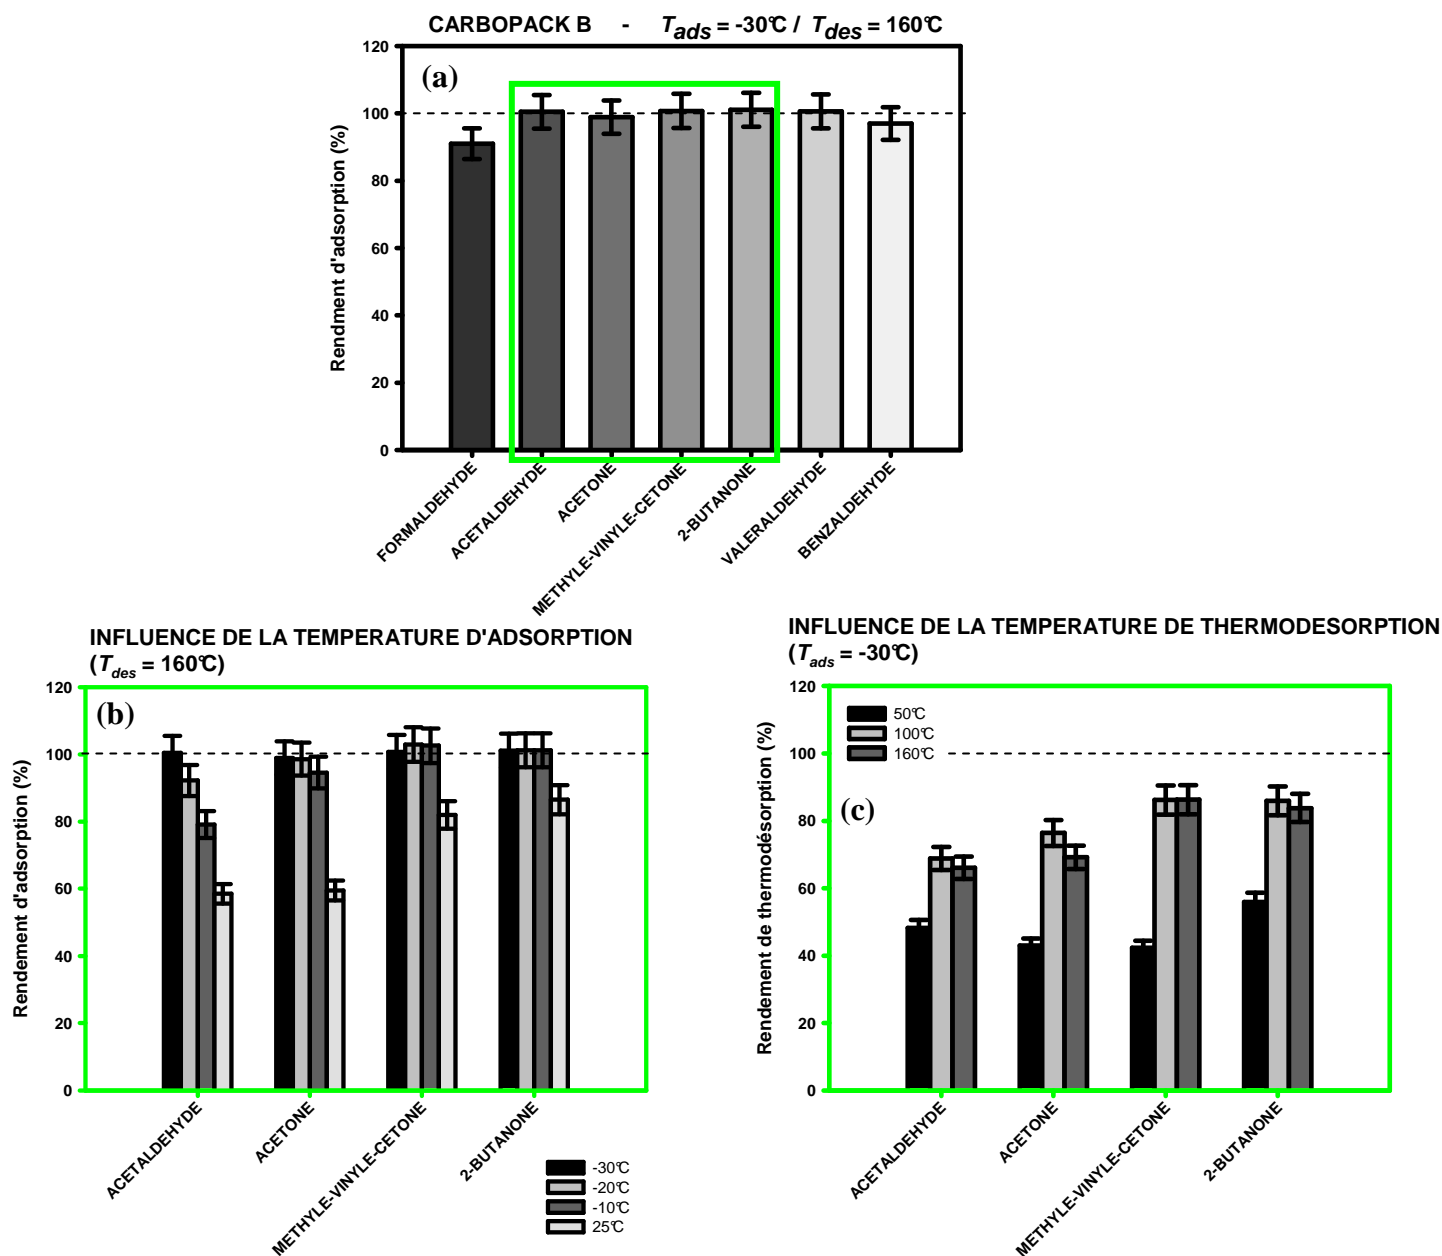 CARBOPACK B - Tads = -30°C / Tdes = 160°C
(a)
Rendment d'adsorption (%)
120
100
80
60
40
20
0
FORMALDEHYDE
ACETALDEHYDE
ACETONE
METHYLE-VINYLE-CETONE
2-BUTANONE
VALERALDEHYDE
BENZALDEHYDE
INFLUENCE DE LA TEMPERATURE D'ADSORPTION
(Tdes = 160°C)
(b)
Rendement d'adsorption (%)
120
100
80
60
40
20
0
ACETALDEHYDE
ACETONE
METHYLE-VINYLE-CETONE
2-BUTANONE
-30°C
-20°C
-10°C
25°C
INFLUENCE DE LA TEMPERATURE DE THERMODESORPTION
(Tads = -30°C)
50°C
100°C
160°C
(c)
Rendement de thermodésorption (%)
120
100
80
60
40
20
0
ACETALDEHYDE
ACETONE
METHYLE-VINYLE-CETONE
2-BUTANONE